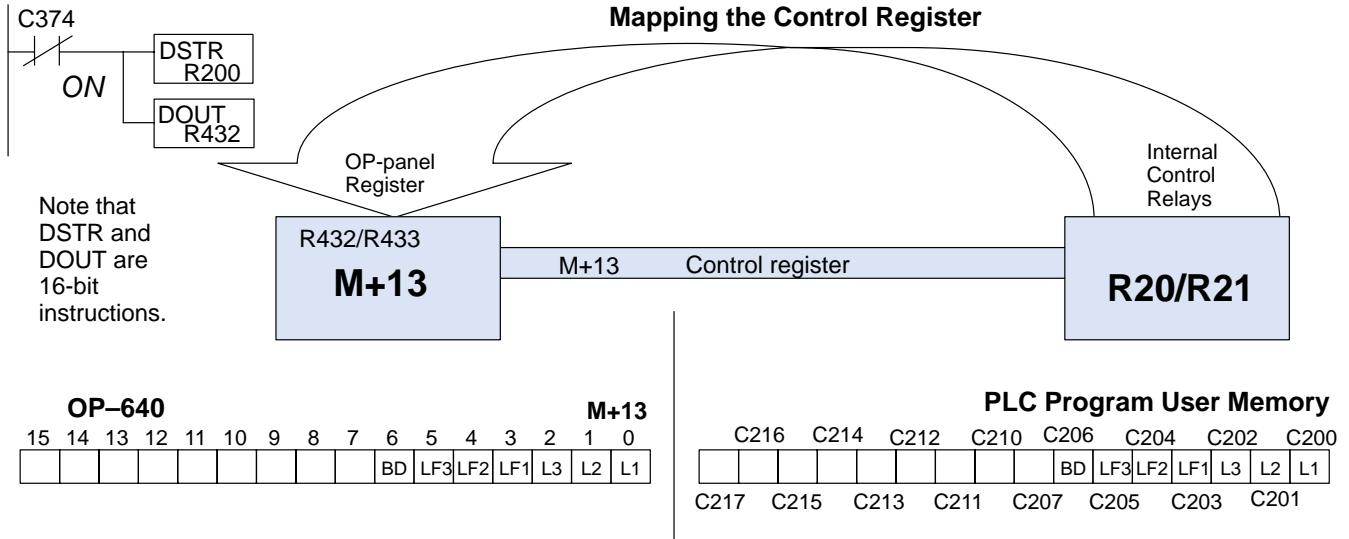 C374
Mapping the Control Register
DSTR
R200
ON
DOUT
R432
OP-panel
Register
Internal
Control
Relays
Note that
DSTR and
DOUT are
16-bit
instructions.
R432/R433
M+13
M+13 Control register
R20/R21
OP–640 M+13
15 14 13 12 11 10 9 8 7 6 5 4 3 2 1 0
BD LF3 LF2 LF1 L3 L2 L1
PLC Program User Memory
C216 C214 C212 C210 C206 C204 C202 C200
BD LF3 LF2 LF1 L3 L2 L1
C217 C215 C213 C211 C207 C205 C203 C201